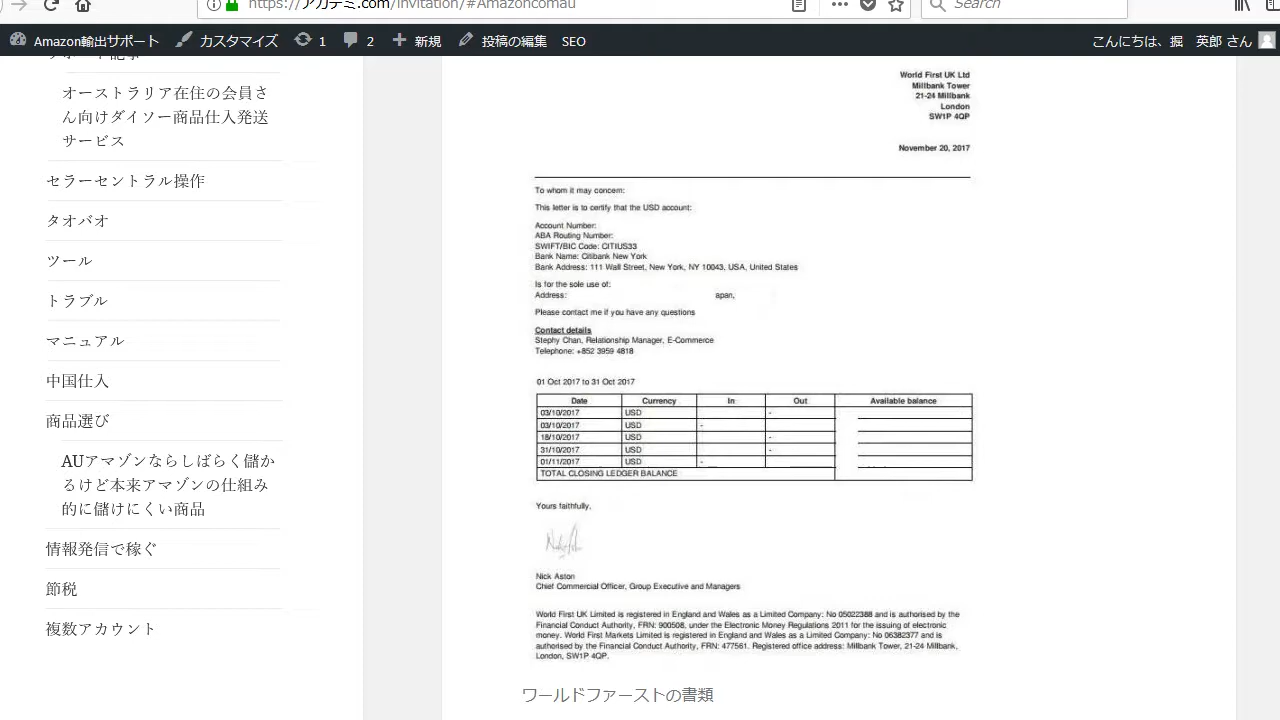 https://アカデミ.com/invitation/#Amazoncomau
Search
Amazon輸出サポート カスタマイズ 1 2 新規 投稿の編集 SEO
こんにちは、掘 英郎 さん
オーストラリア在住の会員さ
ん向けダイソー商品仕入発送
サービス
セラーセントラル操作
タオバオ
ツール
トラブル
マニュアル
中国仕入
商品選び
AUアマゾンならしばらく儲か
るけど本来アマゾンの仕組み
的に儲けにくい商品
情報発信で稼ぐ
節税
複数アカウント
World First UK Ltd
Millbank Tower
21-24 Millbank
London
SW1P 4QP
November 20, 2017
To whom it may concern:
This letter is to certify that the USD account:
Account Number:
ABA Routing Number:
SWIFT/BIC Code: CITIUS33
Bank Name: Citibank New York
Bank Address: 111 Wall Street, New York, NY 10043, USA, United States
Is for the sole use of:
Address: apan,
Please contact me if you have any questions
Contact details
Stephy Chan, Relationship Manager, E-Commerce
Telephone: +852 3959 4818
01 Oct 2017 to 31 Oct 2017
Date Currency In Out Available balance
03/10/2017 USD -
03/10/2017 USD -
18/10/2017 USD -
31/10/2017 USD -
01/11/2017 USD -
TOTAL CLOSING LEDGER BALANCE
Yours faithfully,
Nick Aston
Chief Commercial Officer, Group Executive and Managers
World First UK Limited is registered in England and Wales as a Limited Company: No 05022388 and is authorised by the
Financial Conduct Authority, FRN: 900508, under the Electronic Money Regulations 2011 for the issuing of electronic
money. World First Markets Limited is registered in England and Wales as a Limited Company: No 06382377 and is
authorised by the Financial Conduct Authority, FRN: 477561. Registered office address: Millbank Tower, 21-24 Millbank,
London, SW1P 4QP.
ワールドファーストの書類